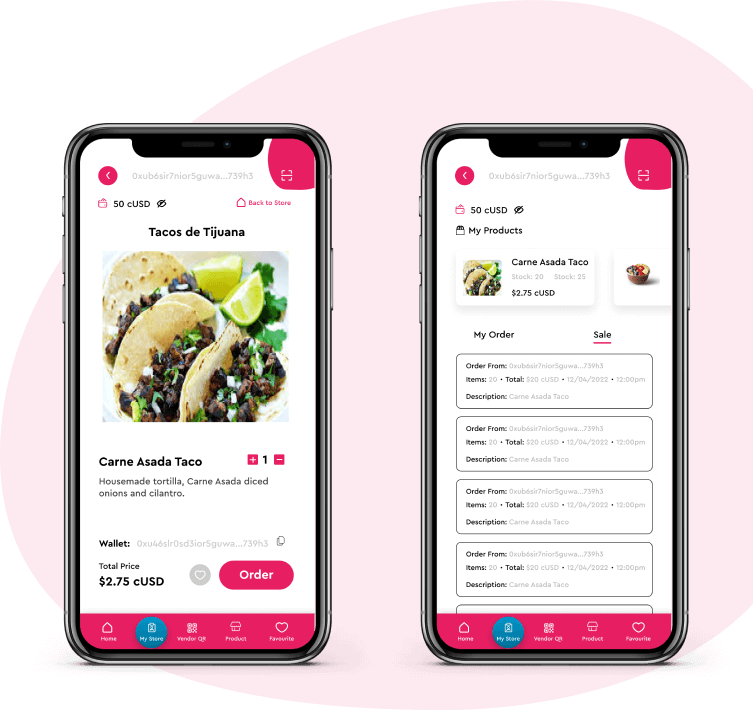 0xub6sir7nior5guwa...739h3
50 cUSD
Back to Store
Tacos de Tijuana
Carne Asada Taco
1
Housemade tortilla, Carne Asada diced
onions and cilantro.
Wallet: 0xu46slr0sd3ior5guwa...739h3
Total Price
$2.75 cUSD
Order
Home
My Store
Vendor QR
Product
Favourite
0xub6sir7nior5guwa...739h3
50 cUSD
My Products
Carne Asada Taco
Stock: 20 Stock: 25
$2.75 cUSD
My Order
Sale
Order From: 0xub6sir7nior5guwa...739h3
Items: 20 • Total: $20 cUSD • 12/04/2022 • 12:00pm
Description: Carne Asada Taco
Order From: 0xub6sir7nior5guwa...739h3
Items: 20 • Total: $20 cUSD • 12/04/2022 • 12:00pm
Description: Carne Asada Taco
Order From: 0xub6sir7nior5guwa...739h3
Items: 20 • Total: $20 cUSD • 12/04/2022 • 12:00pm
Description: Carne Asada Taco
Order From: 0xub6sir7nior5guwa...739h3
Items: 20 • Total: $20 cUSD • 12/04/2022 • 12:00pm
Description: Carne Asada Taco
Home
My Store
Vendor QR
Product
Favourite